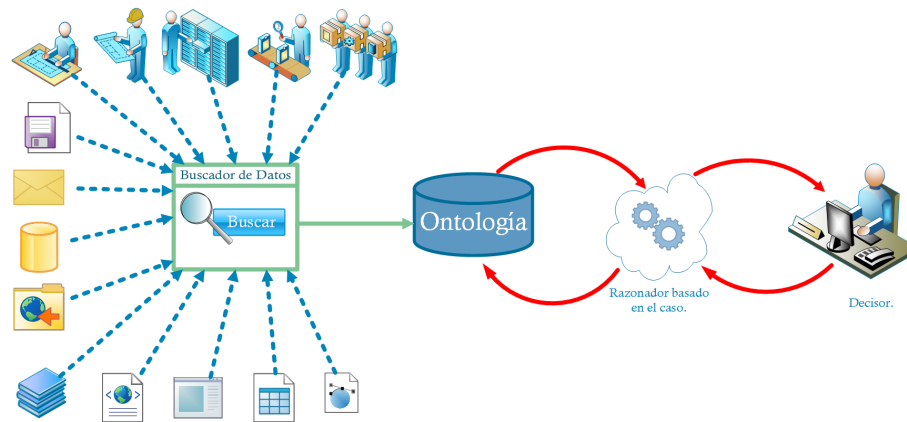 Buscador de Datos
Buscar
Ontología
Razonador basado
en el caso.
Decisor.